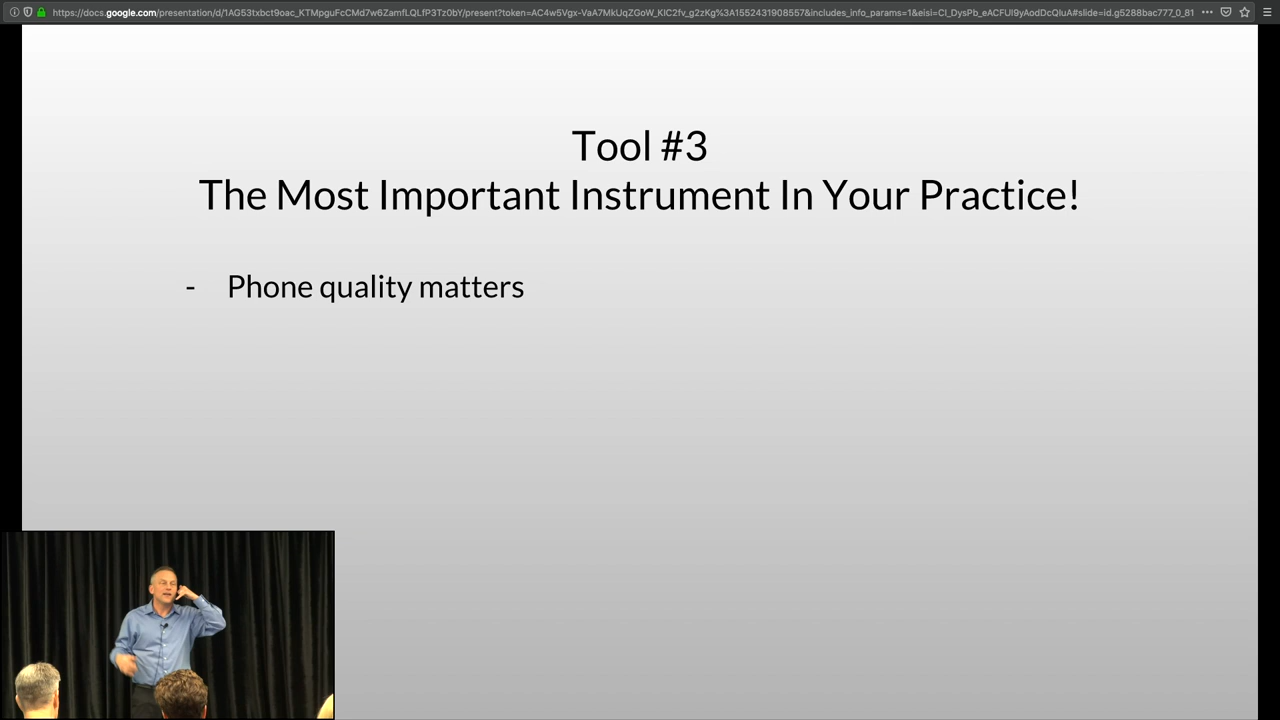 Tool #3
The Most Important Instrument In Your Practice!
- Phone quality matters